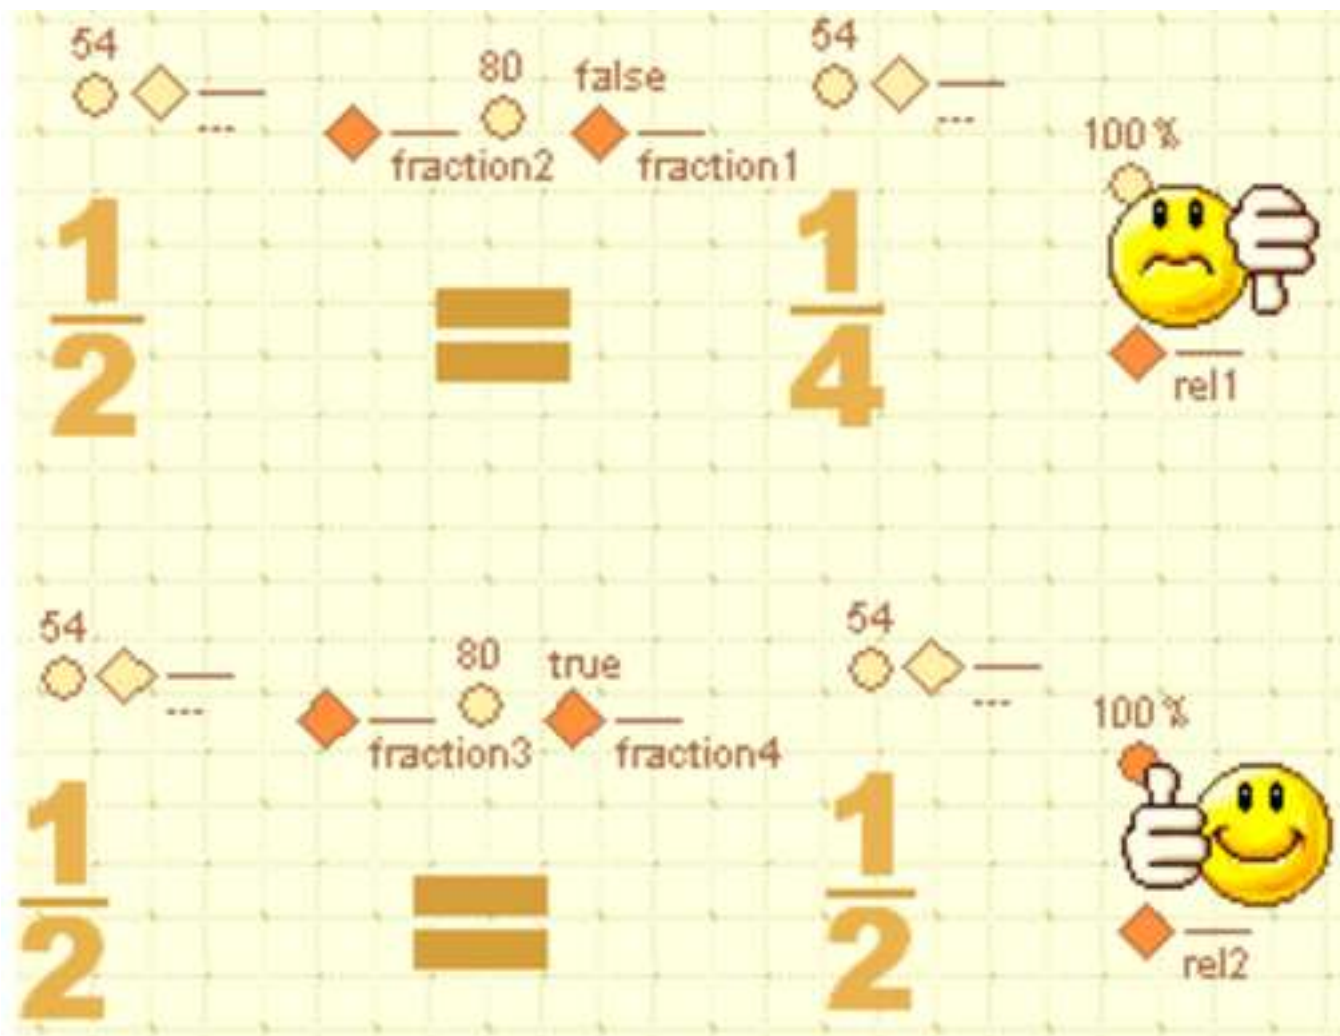 54
80
false
54
fraction2
fraction1
100 %
1
2
=
1
4
rel1
54
80
true
54
fraction3
fraction4
100 %
1
2
=
1
2
rel2